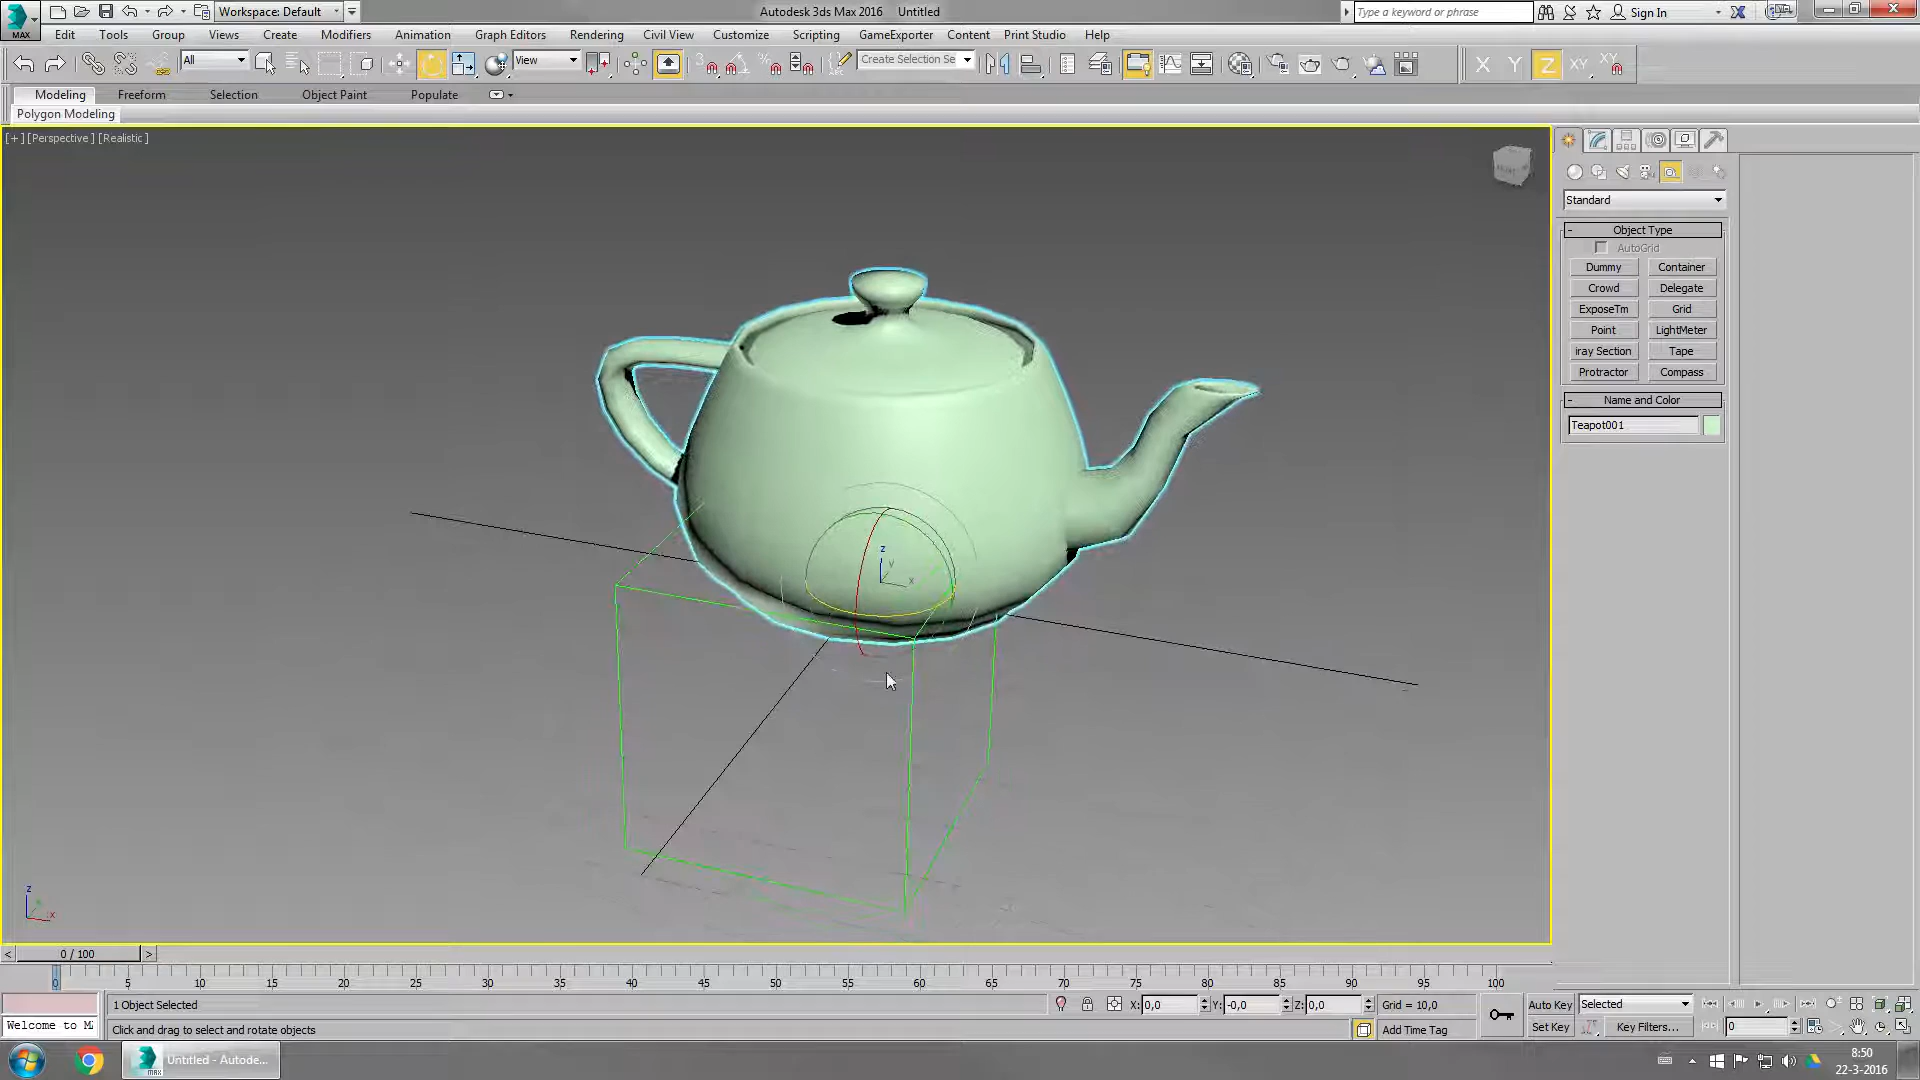 Workspace: Default
Autodesk 3ds Max 2016 Untitled
Type a keyword or phrase
Sign In
MAX
Edit Tools Group Views Create Modifiers Animation Graph Editors Rendering Civil View Customize Scripting GameExporter Content Print Studio Help
All
View
3
Create Selection Se
X Y Z XY XY
Modeling Freeform Selection Object Paint Populate
Polygon Modeling
[+] [Perspective] [Realistic]
Standard
- Object Type
AutoGrid
Dummy Container
Crowd Delegate
ExposeTm Grid
Point LightMeter
iray Section Tape
Protractor Compass
- Name and Color
Teapot001
z
y
x
z
x
< 0 / 100 >
0 5 10 15 20 25 30 35 40 45 50 55 60 65 70 75 80 85 90 95 100
1 Object Selected
X: 0,0 Y: -0,0 Z: 0,0 Grid = 10,0
Auto Key Selected
Welcome to M
Click and drag to select and rotate objects
Add Time Tag
Set Key Key Filters...
0
MAX
Untitled - Autode...
8:50
22-3-2016